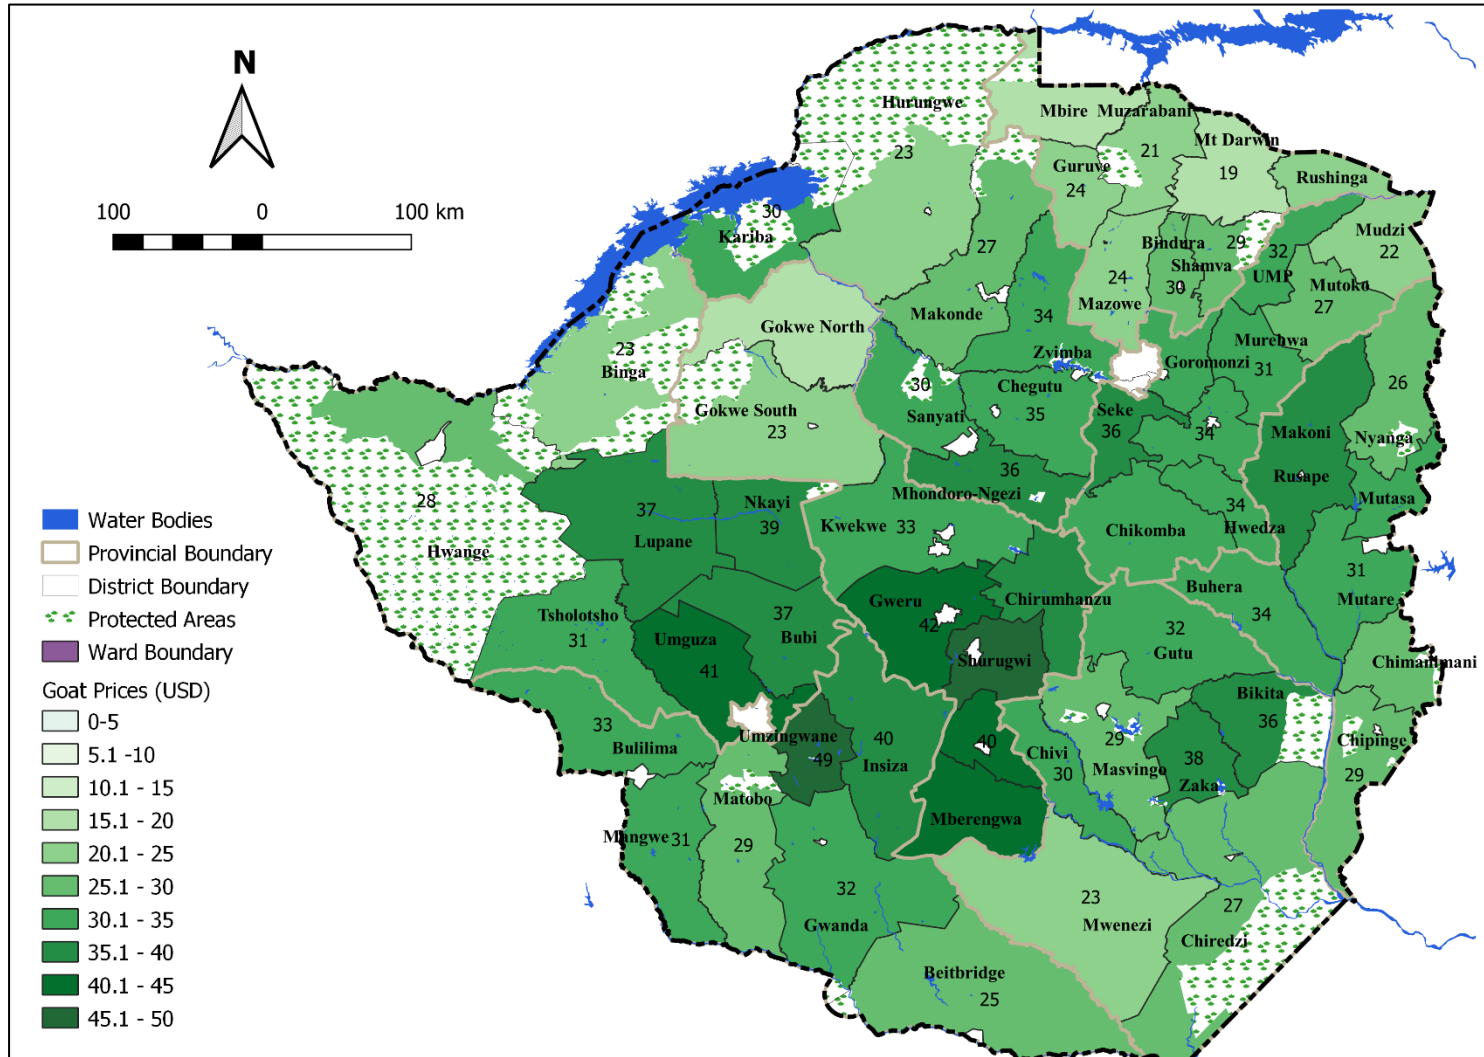 N
100 0 100 km
Hurungwe
23
Mbire
Muzarabani
21
Mt Darwin
19
Rushinga
Guruve
24
Kariba
30
27
Makonde
34
Zvimba
24
Mazowe
Bindura
30
Shamva
29
32
UMP
Mudzi
22
Mutoko
27
Gokwe North
23
Binga
Gokwe South
23
30
Sanyati
Chegutu
35
Goromonzi
Murehwa
31
26
Nyanga
Seke
36
34
Makoni
Rusape
36
Mhondoro-Ngezi
28
Hwange
37
Lupane
Nkayi
39
Kwekwe
33
Chikomba
34
Hwedza
Mutasa
31
Mutare
Tsholotsho
31
Umguza
41
37
Bubi
Gweru
42
Chirumhanzu
Shurugwi
Buhera
34
32
Gutu
Chimanimani
33
Bulilima
Umzingwane
49
40
Insiza
40
Chivi
30
29
Masvingo
38
Zaka
Bikita
36
Chipinge
29
Mangwe
31
Matobo
29
Mberengwa
32
Gwanda
23
Mwenezi
27
Chiredzi
Beitbridge
25
Water Bodies
Provincial Boundary
District Boundary
Protected Areas
Ward Boundary
Goat Prices (USD)
0-5
5.1 -10
10.1 - 15
15.1 - 20
20.1 - 25
25.1 - 30
30.1 - 35
35.1 - 40
40.1 - 45
45.1 - 50